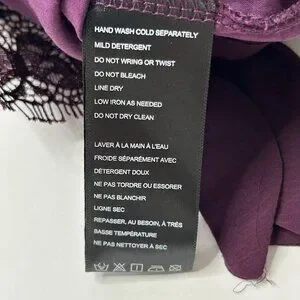 HAND WASH COLD SEPARATELY
MILD DETERGENT
DO NOT WRING OR TWIST
DO NOT BLEACH
LINE DRY
LOW IRON AS NEEDED
DO NOT DRY CLEAN
LAVER À LA MAIN À L'EAU
FROIDE SÉPARÉMENT AVEC
DÉTERGENT DOUX
NE PAS TORDRE OU ESSORER
NE PAS BLANCHIR
LIGNE SEC
REPASSER, AU BESOIN, À TRÈS
BASSE TEMPÉRATURE
NE PAS NETTOYER À SEC